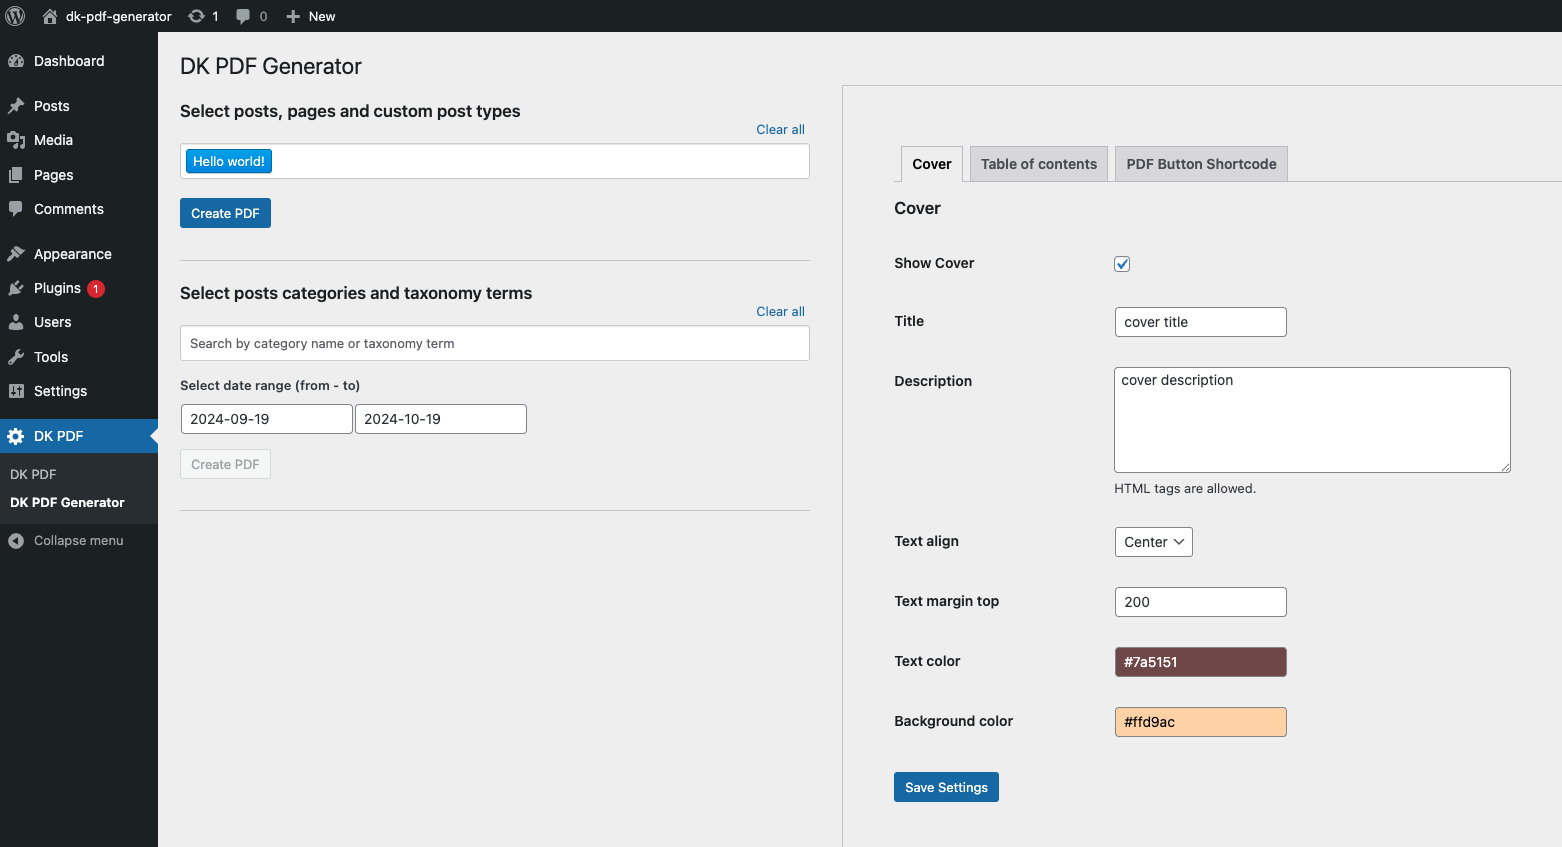 dk-pdf-generator 1 0 New
Dashboard
Posts
Media
Pages
Comments
Appearance
Plugins 1
Users
Tools
Settings
DK PDF
DK PDF
DK PDF Generator
Collapse menu
DK PDF Generator
Select posts, pages and custom post types
Clear all
Hello world!
Create PDF
Select posts categories and taxonomy terms
Clear all
Search by category name or taxonomy term
Select date range (from - to)
2024-09-19 2024-10-19
Create PDF
Cover Table of contents PDF Button Shortcode
Cover
Show Cover
Title cover title
Description cover description
HTML tags are allowed.
Text align Center
Text margin top 200
Text color #7a5151
Background color #ffd9ac
Save Settings